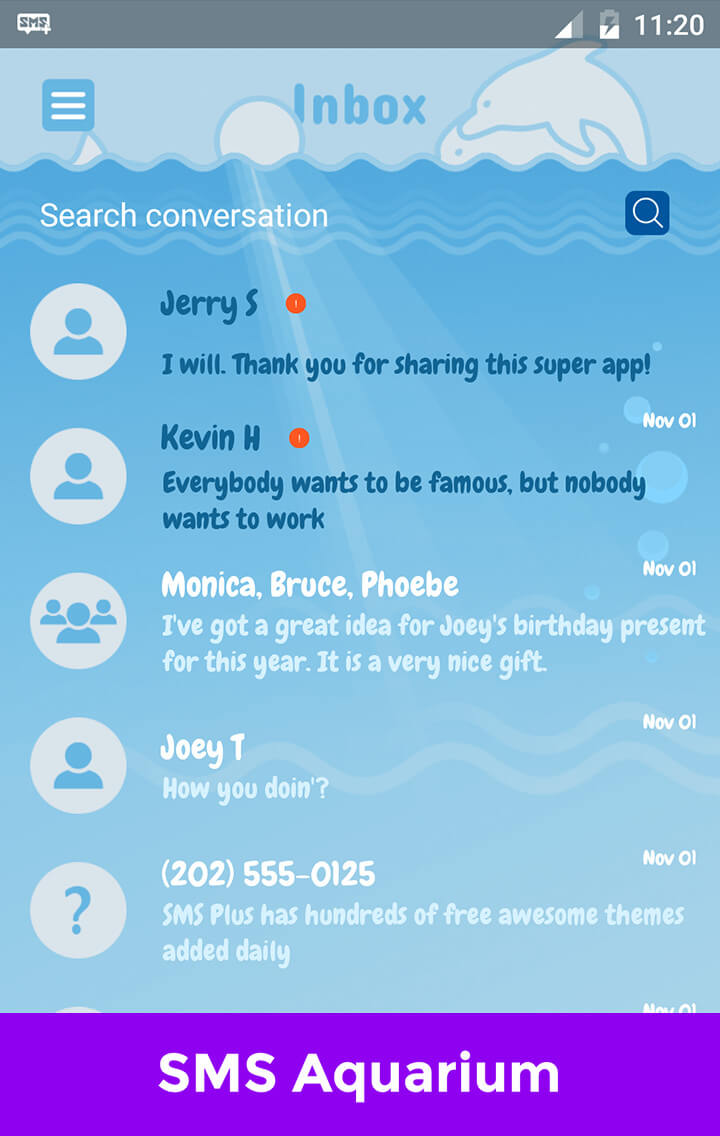 SMS
11:20
Inbox
Search conversation
Jerry S
!
I will. Thank you for sharing this super app!
Nov 01
Kevin H
!
Everybody wants to be famous, but nobody
wants to work
Nov 01
Monica, Bruce, Phoebe
I've got a great idea for Joey's birthday present
for this year. It is a very nice gift.
Nov 01
Joey T
How you doin'?
Nov 01
(202) 555-0125
?
SMS Plus has hundreds of free awesome themes
added daily
Nov 01
SMS Aquarium